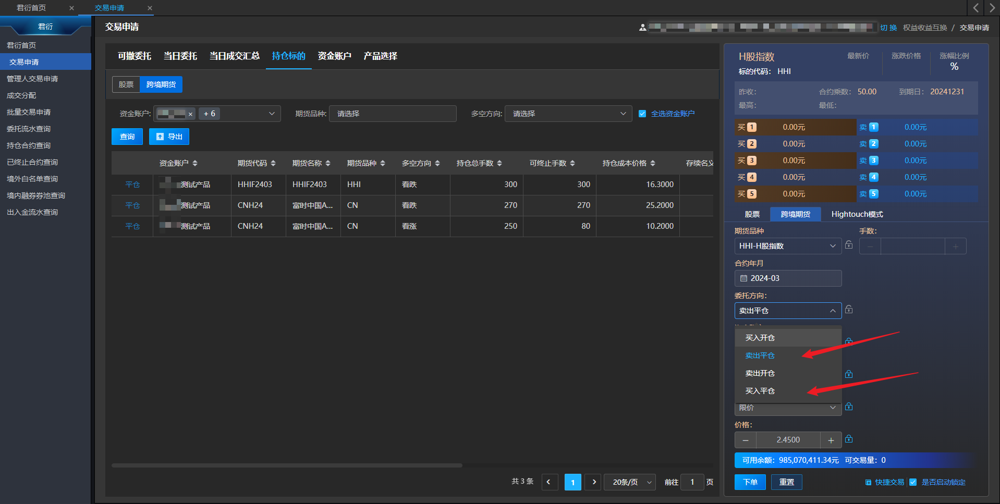 君衍首页 × 交易申请 ×
君衍
君衍首页
交易申请
管理人交易申请
成交分配
批量交易申请
委托流水查询
持仓合约查询
已终止合约查询
境外白名单查询
境内融券券池查询
出入金流水查询
交易申请
切 换 权益收益互换 / 交易申请
可撤委托 当日委托 当日成交汇总 持仓标的 资金账户 产品选择
股票 跨境期货
资金账户: × + 6 期货品种: 请选择 多空方向: 请选择 全选资金账户
查询 导出
资金账户 期货代码 期货名称 期货品种 多空方向 持仓总手数 可终止手数 持仓成本价格 存续名义
平仓 测试产品 HHIF2403 HHIF2403 HHI 看跌 300 300 16.3000
平仓 测试产品 CNH24 富时中国A... CN 看跌 270 270 25.2000
平仓 测试产品 CNH24 富时中国A... CN 看涨 250 80 10.2000
共 3 条 1 20条/页 前往 1 页
H股指数 最新价 涨跌价格 涨幅比例
标的代码: HHI %
昨收: 合约乘数: 50.00 到期日: 20241231
最高: 最低:
买 1 0.00元 卖 1 0.00元
买 2 0.00元 卖 2 0.00元
买 3 0.00元 卖 3 0.00元
买 4 0.00元 卖 4 0.00元
买 5 0.00元 卖 5 0.00元
股票 跨境期货 Hightouch模式
期货品种 手数:
HHI-H股指数 − +
合约年月
2024-03
委托方向:
卖出平仓
买入开仓
卖出平仓
卖出开仓
买入平仓
限价
价格:
− 2.4500 +
可用余额: 985,070,411.34元 可交易量: 0
下单 重置 快捷交易 是否启动锁定